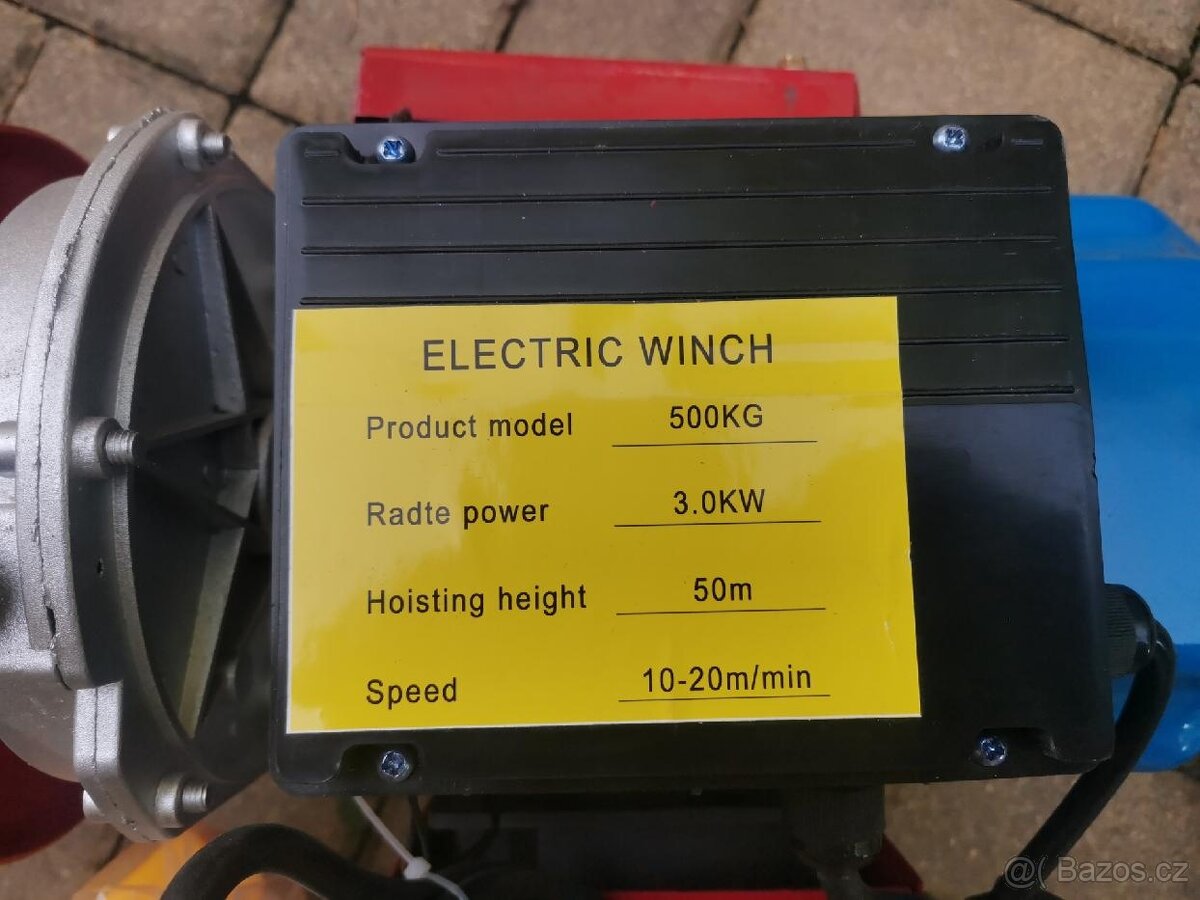 ELECTRIC WINCH
Product model 500KG
Radte power 3.0KW
Hoisting height 50m
Speed 10-20m/min
@( Bazos.cz